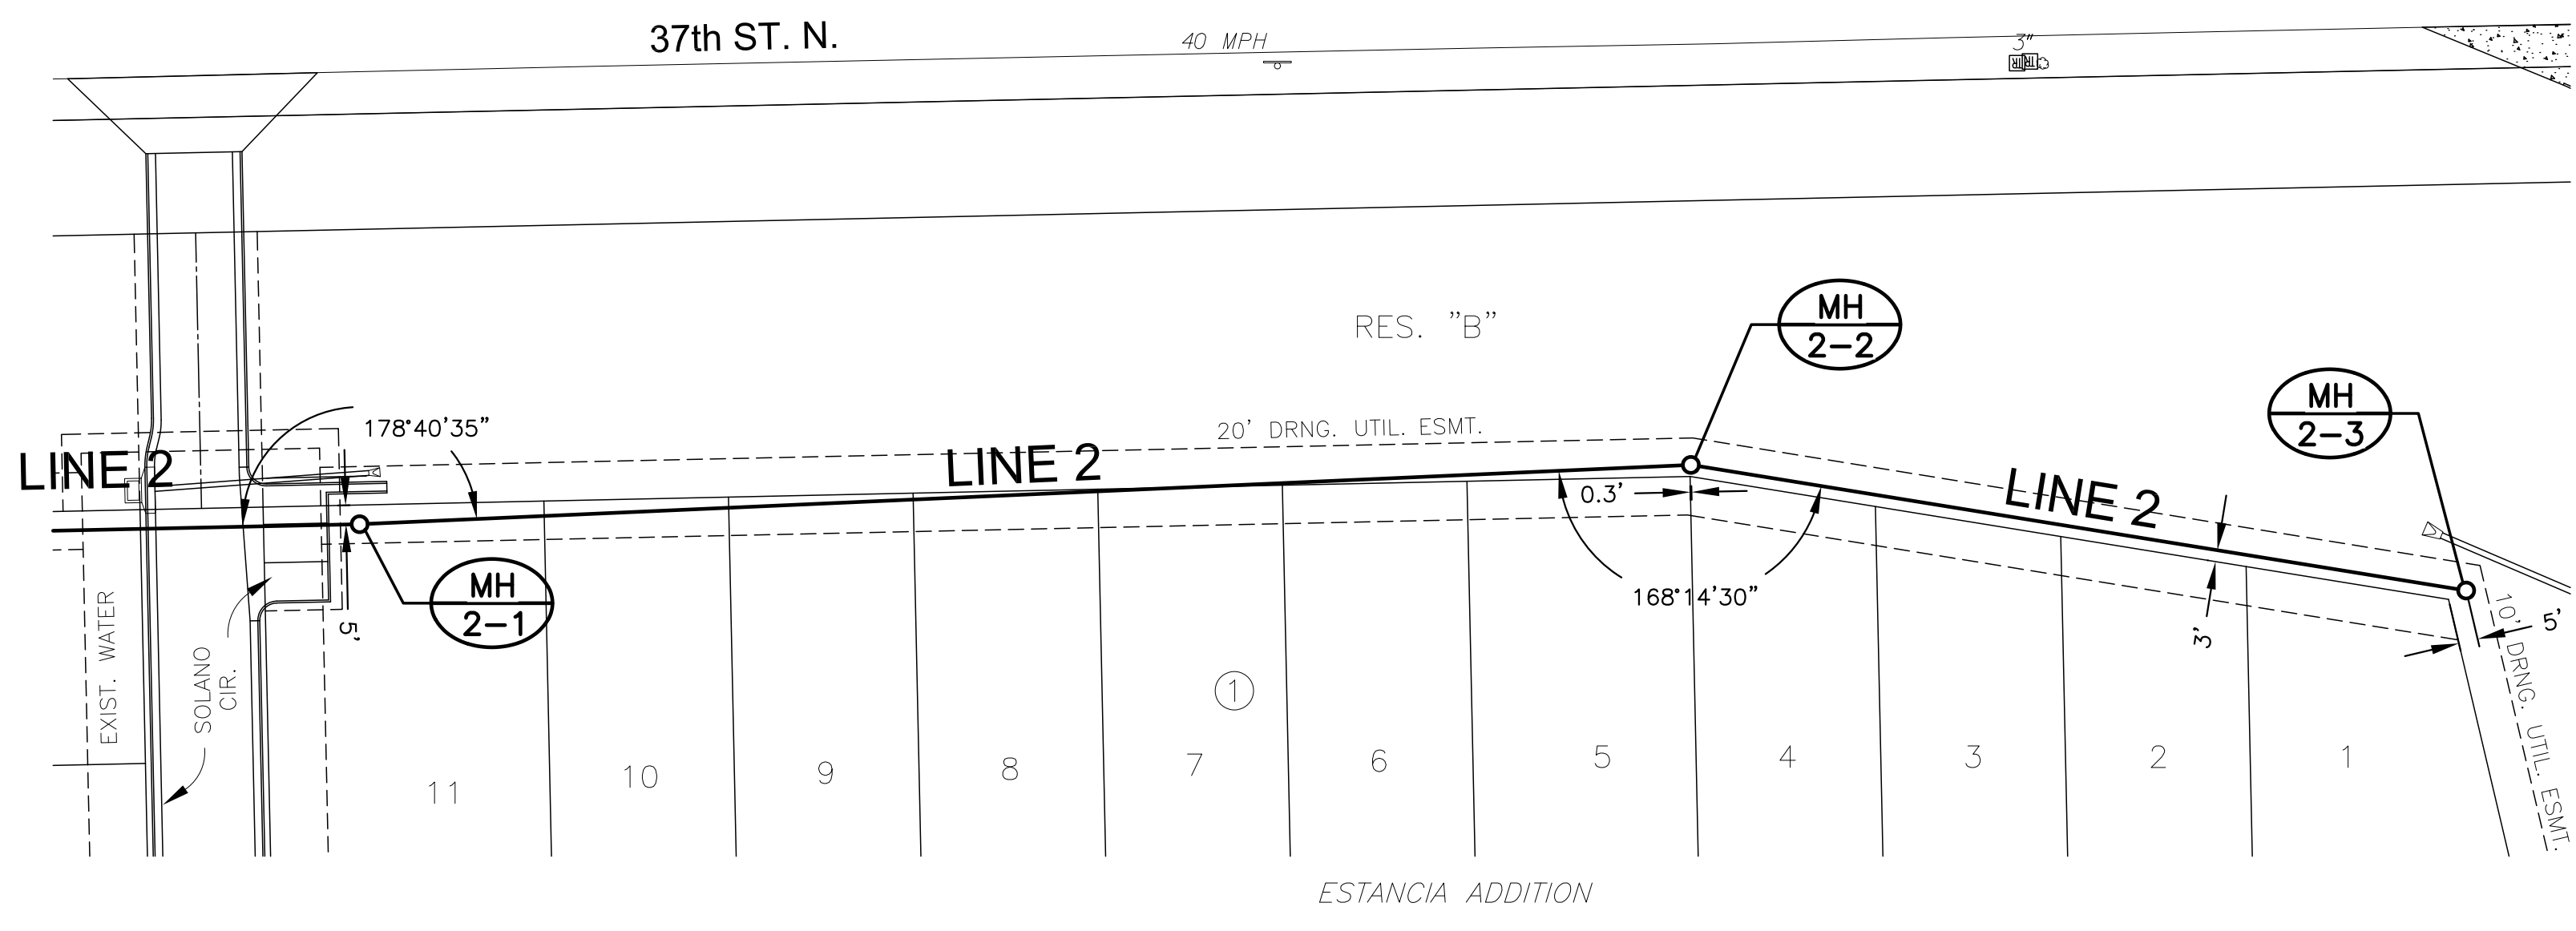 37th ST. N.
40 MPH
3"
TR TR
MH
2-2
RES. "B"
MH
2-3
178°40'35"
20' DRNG. UTIL. ESMT.
LINE 2
LINE 2
LINE 2
0.3'
168°14'30"
MH
2-1
5'
3'
5'
10' DRNG. UTIL. ESMT.
EXIST. WATER
SOLANO
CIR.
1
11
10
9
8
7
6
5
4
3
2
1
ESTANCIA ADDITION